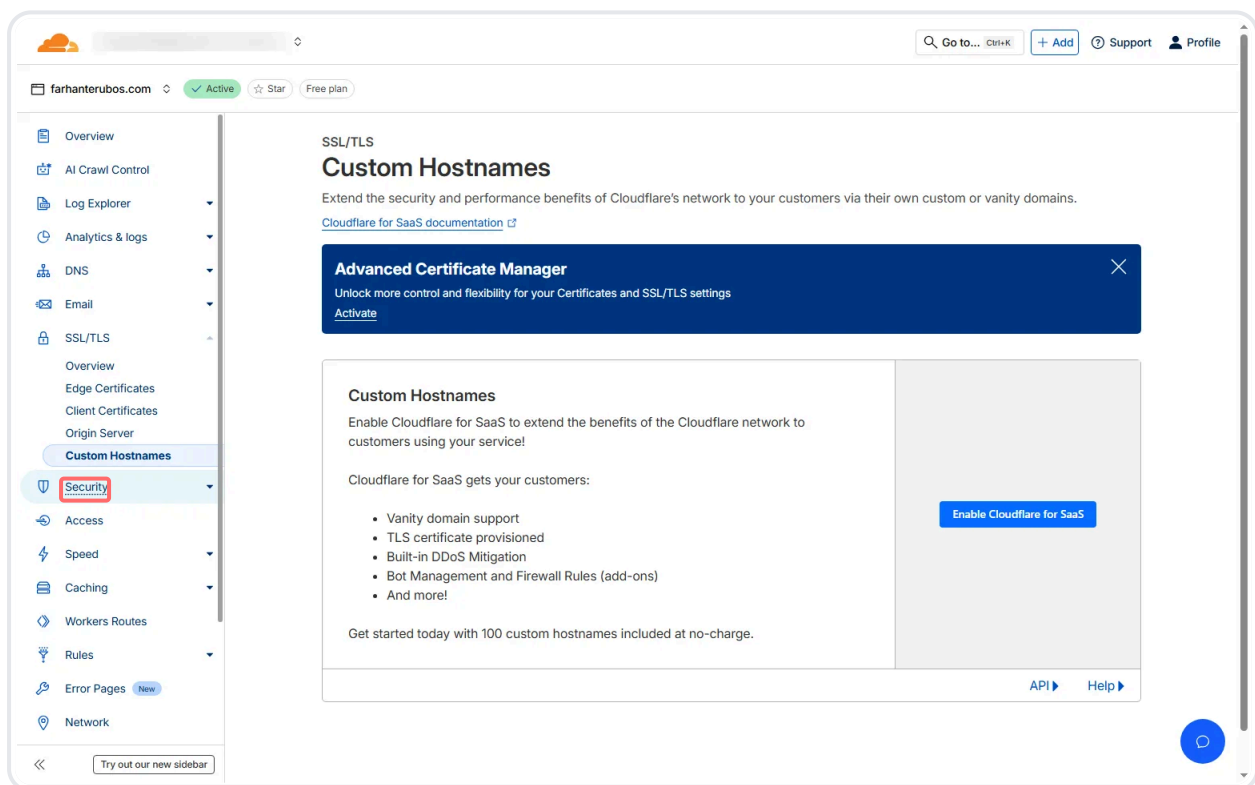 Go to... Ctrl+K
+ Add
Support
Profile
farhanterubos.com
Active
Star
Free plan
Overview
AI Crawl Control
Log Explorer
Analytics & logs
DNS
Email
SSL/TLS
Overview
Edge Certificates
Client Certificates
Origin Server
Custom Hostnames
Security
Access
Speed
Caching
Workers Routes
Rules
Error Pages New
Network
Try out our new sidebar
SSL/TLS
Custom Hostnames
Extend the security and performance benefits of Cloudflare's network to your customers via their own custom or vanity domains.
Cloudflare for SaaS documentation
Advanced Certificate Manager
Unlock more control and flexibility for your Certificates and SSL/TLS settings
Activate
Custom Hostnames
Enable Cloudflare for SaaS to extend the benefits of the Cloudflare network to
customers using your service!
Cloudflare for SaaS gets your customers:
• Vanity domain support
• TLS certificate provisioned
• Built-in DDoS Mitigation
• Bot Management and Firewall Rules (add-ons)
• And more!
Get started today with 100 custom hostnames included at no-charge.
Enable Cloudflare for SaaS
API
Help